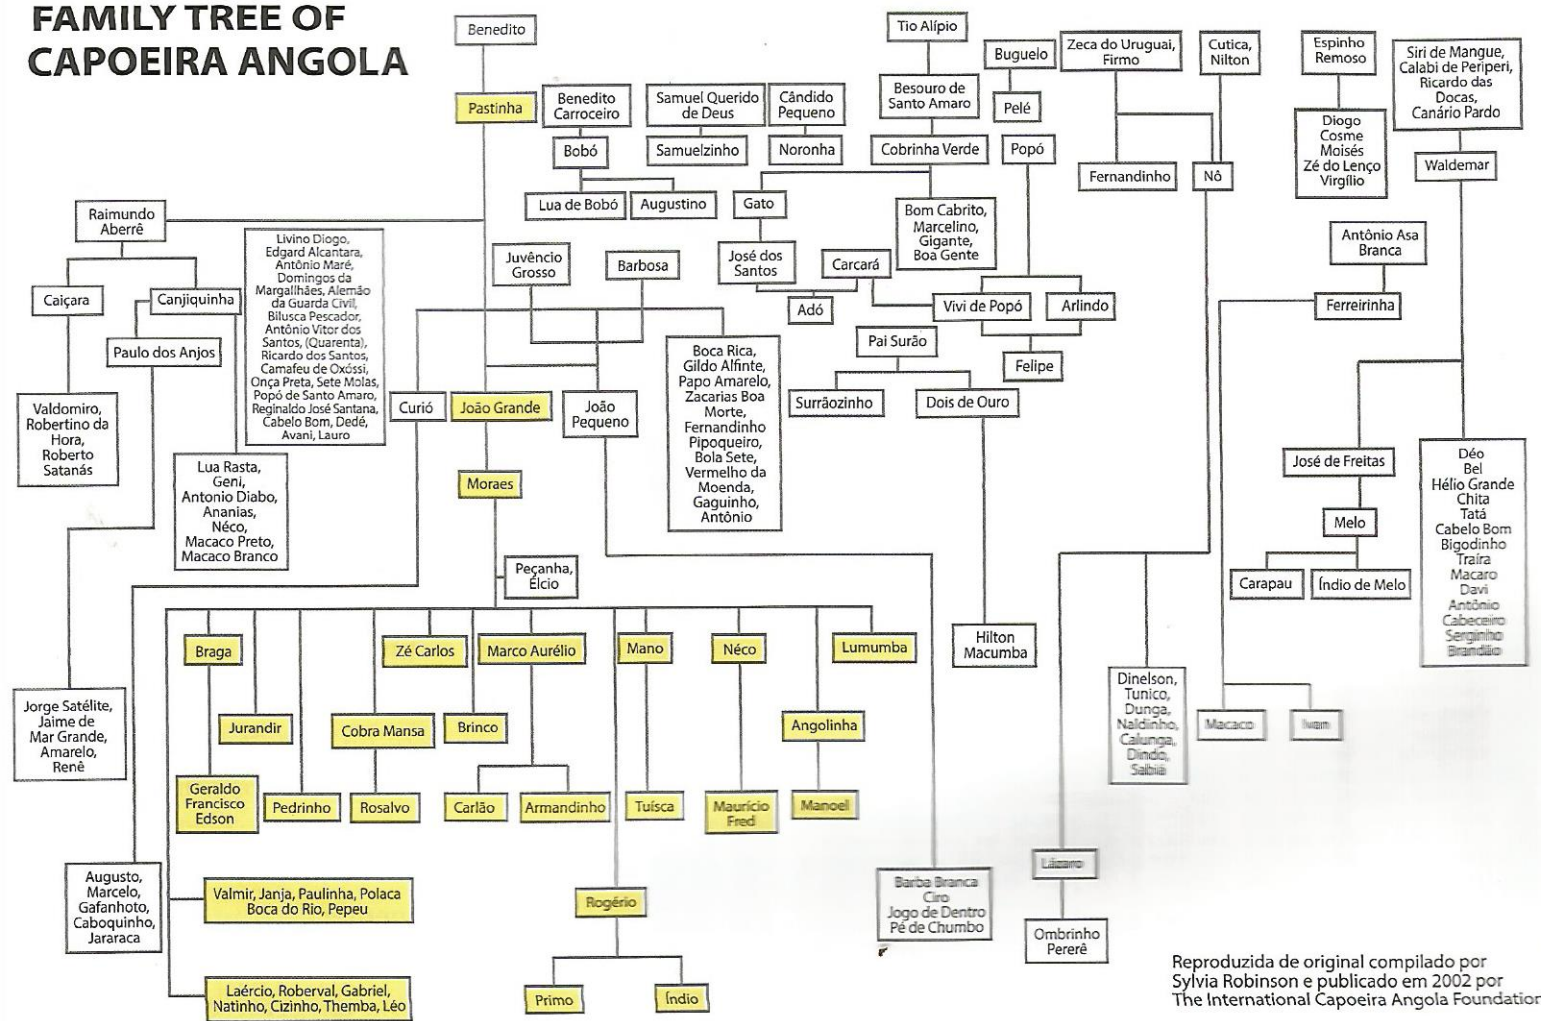 FAMILY TREE OF
CAPOEIRA ANGOLA
Benedito
Pastinha
Benedito
Carroceiro
Bobó
Lua de Bobó
Augustino
Samuel Querido
de Deus
Samuelzinho
Cândido
Pequeno
Noronha
Tio Alípio
Besouro de
Santo Amaro
Cobrinha Verde
Gato
Bom Cabrito,
Marcelino,
Gigante,
Boa Gente
Buguelo
Pelé
Popó
Zeca do Uruguai,
Firmo
Cutica,
Nilton
Fernandinho
Nô
Espinho
Remoso
Diogo
Cosme
Moisés
Zé do Lenço
Virgílio
Siri de Mangue,
Calabi de Periperi,
Ricardo das
Docas,
Canário Pardo
Waldemar
Raimundo
Aberrê
Caiçara
Canjiquinha
Paulo dos Anjos
Valdomiro,
Robertino da
Hora,
Roberto
Satanás
Livino Diogo,
Edgard Alcantara,
Antônio Maré,
Domingos da
Margallhães, Alemão
da Guarda Civil,
Bilusca Pescador,
Antônio Vitor dos
Santos, (Quarenta),
Ricardo dos Santos,
Camafeu de Oxóssi,
Onça Preta, Sete Molas,
Popó de Santo Amaro,
Reginaldo José Santana,
Cabelo Bom, Dedé,
Avani, Lauro
Lua Rasta,
Geni,
Antonio Diabo,
Ananias,
Néco,
Macaco Preto,
Macaco Branco
Juvêncio
Grosso
Barbosa
José dos
Santos
Carcará
Adó
Vivi de Popó
Arlindo
Felipe
Antônio Asa
Branca
Ferreirinha
Curió
João Grande
João
Pequeno
Boca Rica,
Gildo Alfinte,
Papo Amarelo,
Zacarias Boa
Morte,
Fernandinho
Pipoqueiro,
Bola Sete,
Vermelho da
Moenda,
Gaguinho,
Antônio
Pai Surão
Surrãozinho
Dois de Ouro
Moraes
Peçanha,
Élcio
José de Freitas
Melo
Carapau
Índio de Melo
Déo
Bel
Hélio Grande
Chita
Tatá
Cabelo Bom
Bigodinho
Traíra
Macaro
Davi
Antônio
Cabeceiro
Serginho
Brandão
Hilton
Macumba
Braga
Zé Carlos
Marco Aurélio
Mano
Néco
Lumumba
Jorge Satélite,
Jaime de
Mar Grande,
Amarelo,
Renê
Jurandir
Cobra Mansa
Brinco
Angolinha
Dinelson,
Tunico,
Dunga,
Naldinho,
Calunga,
Dindo,
Sabiá
Macaco
Ivam
Geraldo
Francisco
Edson
Pedrinho
Rosalvo
Carlão
Armandinho
Tuísca
Maurício
Fred
Manoel
Augusto,
Marcelo,
Gafanhoto,
Caboquinho,
Jararaca
Valmir, Janja, Paulinha, Polaca
Boca do Rio, Pepeu
Rogério
Barba Branca
Ciro
Jogo de Dentro
Pé de Chumbo
Lázaro
Ombrinho
Pererê
Laércio, Roberval, Gabriel,
Natinho, Cizinho, Themba, Léo
Primo
Índio
Reproduzida de original compilado por
Sylvia Robinson e publicado em 2002 por
The International Capoeira Angola Foundation